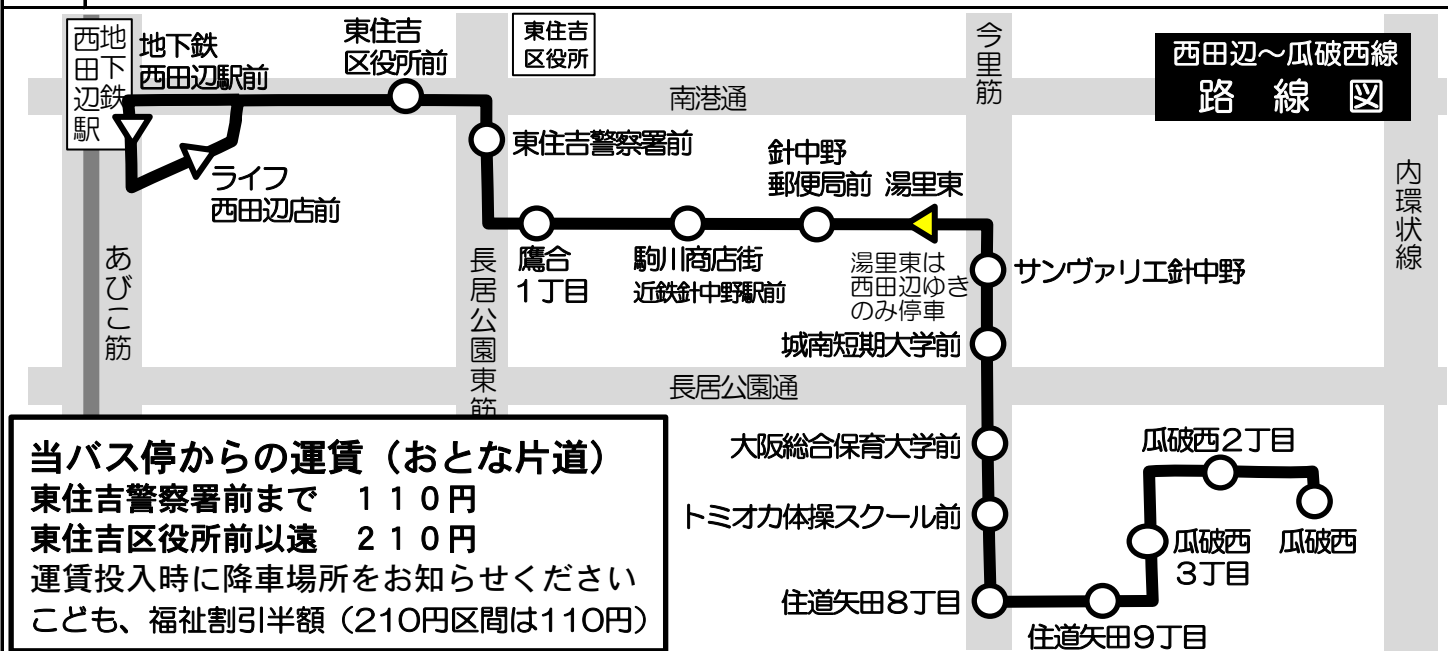 地下鉄
西田辺駅
地下鉄
西田辺駅前
東住吉
区役所前
東住吉
区役所
今里筋
西田辺～瓜破西線
路線図
南港通
東住吉警察署前
針中野
郵便局前
湯里東
ライフ
西田辺店前
内環状線
あびこ筋
長居公園東筋
鷹合
1丁目
駒川商店街
近鉄針中野駅前
湯里東は
西田辺ゆき
のみ停車
サンヴァリエ針中野
城南短期大学前
長居公園通
当バス停からの運賃（おとな片道）
東住吉警察署前まで　１１０円
東住吉区役所前以遠　２１０円
運賃投入時に降車場所をお知らせください
こども、福祉割引半額（210円区間は110円）
大阪総合保育大学前
瓜破西２丁目
トミオカ体操スクール前
瓜破西
3丁目
瓜破西
住道矢田８丁目
住道矢田９丁目